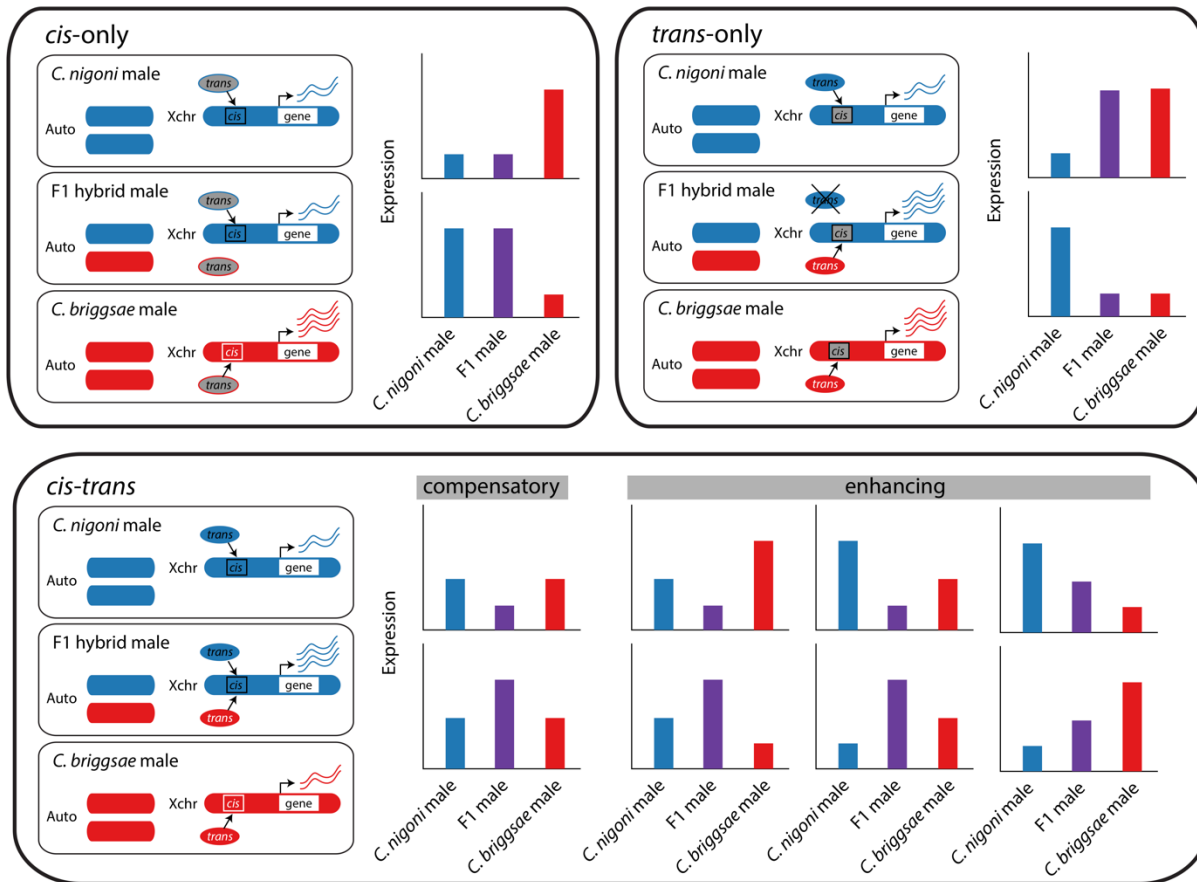 cis-only
C. nigoni male
Auto
Xchr
trans
cis
gene
F1 hybrid male
Auto
Xchr
trans
cis
gene
trans
C. briggsae male
Auto
Xchr
cis
gene
trans
Expression
C. nigoni male
F1 male
C. briggsae male
trans-only
C. nigoni male
Auto
Xchr
trans
cis
gene
F1 hybrid male
Auto
Xchr
trans
cis
gene
trans
C. briggsae male
Auto
Xchr
cis
gene
trans
Expression
C. nigoni male
F1 male
C. briggsae male
cis-trans
C. nigoni male
Auto
Xchr
trans
cis
gene
F1 hybrid male
Auto
Xchr
trans
cis
gene
trans
C. briggsae male
Auto
Xchr
cis
gene
trans
compensatory
enhancing
Expression
C. nigoni male
F1 male
C. briggsae male
C. nigoni male
F1 male
C. briggsae male
C. nigoni male
F1 male
C. briggsae male
C. nigoni male
F1 male
C. briggsae male